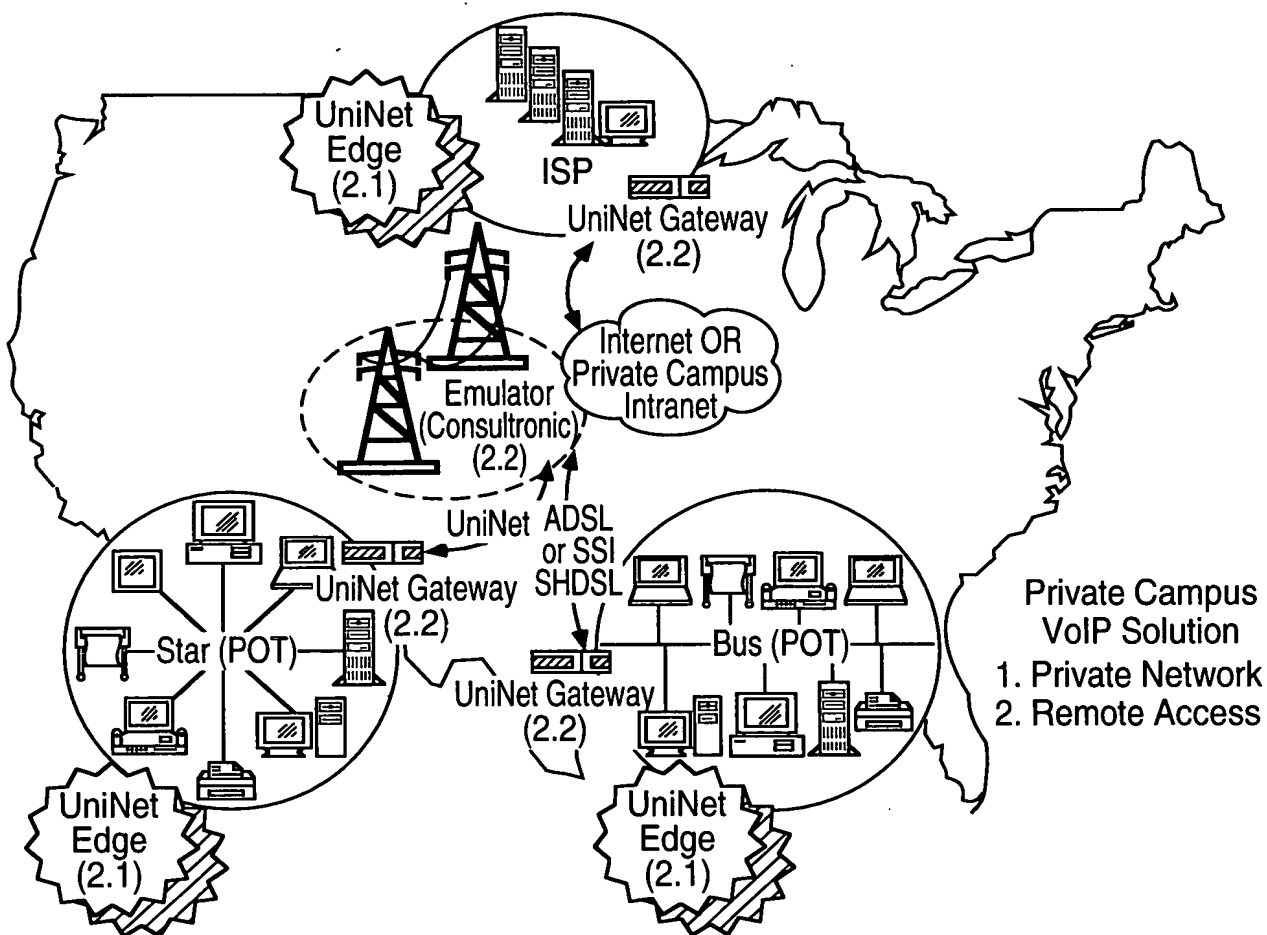 UniNet
Edge
(2.1)
ISP
UniNet Gateway
(2.2)
Internet OR
Private Campus
Intranet
Emulator
(Consultronic)
(2.2)
UniNet
ADSL
or SSI
SHDSL
UniNet Gateway
(2.2)
Star (POT)
UniNet
Edge
(2.1)
Bus (POT)
UniNet Gateway
(2.2)
UniNet
Edge
(2.1)
Private Campus
VoIP Solution
1. Private Network
2. Remote Access